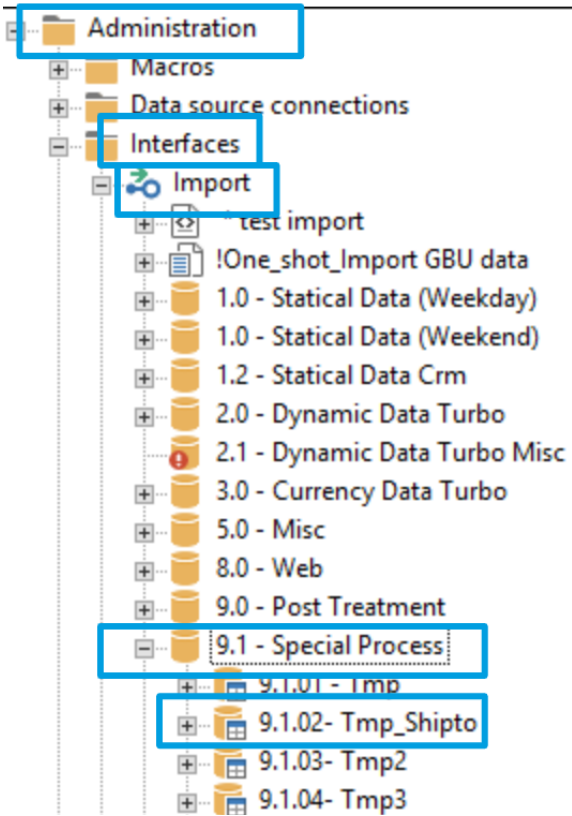 Administration
Macros
Data source connections
Interfaces
Import
* test import
!One_shot_Import GBU data
1.0 - Statical Data (Weekday)
1.0 - Statical Data (Weekend)
1.2 - Statical Data Crm
2.0 - Dynamic Data Turbo
2.1 - Dynamic Data Turbo Misc
3.0 - Currency Data Turbo
5.0 - Misc
8.0 - Web
9.0 - Post Treatment
9.1 - Special Process
9.1.01 - Tmp
9.1.02- Tmp_Shipto
9.1.03- Tmp2
9.1.04- Tmp3